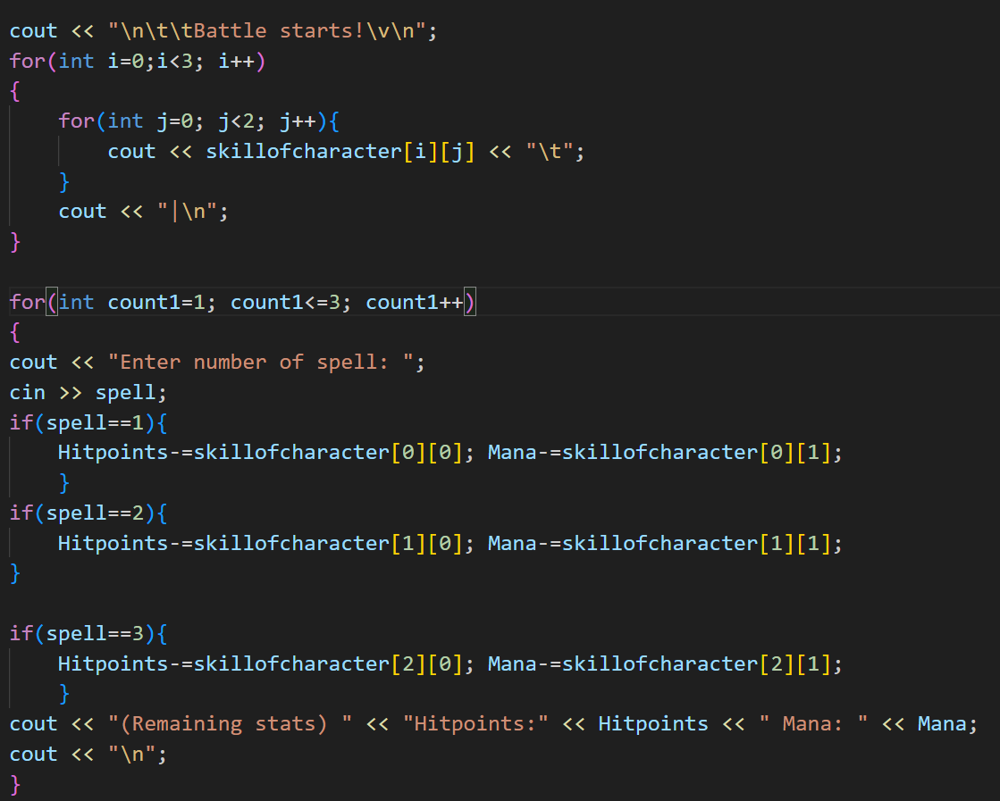 cout << "\n\t\tBattle starts!\v\n";
for(int i=0;i<3; i++)
{
    for(int j=0; j<2; j++){
        cout << skillofcharacter[i][j] << "\t";
    }
    cout << "|\n";
}

for(int count1=1; count1<=3; count1++)
{
cout << "Enter number of spell: ";
cin >> spell;
if(spell==1){
    Hitpoints-=skillofcharacter[0][0]; Mana-=skillofcharacter[0][1];
    }
if(spell==2){
    Hitpoints-=skillofcharacter[1][0]; Mana-=skillofcharacter[1][1];
}

if(spell==3){
    Hitpoints-=skillofcharacter[2][0]; Mana-=skillofcharacter[2][1];
    }
cout << "(Remaining stats) " << "Hitpoints:" << Hitpoints << " Mana: " << Mana;
cout << "\n";
}